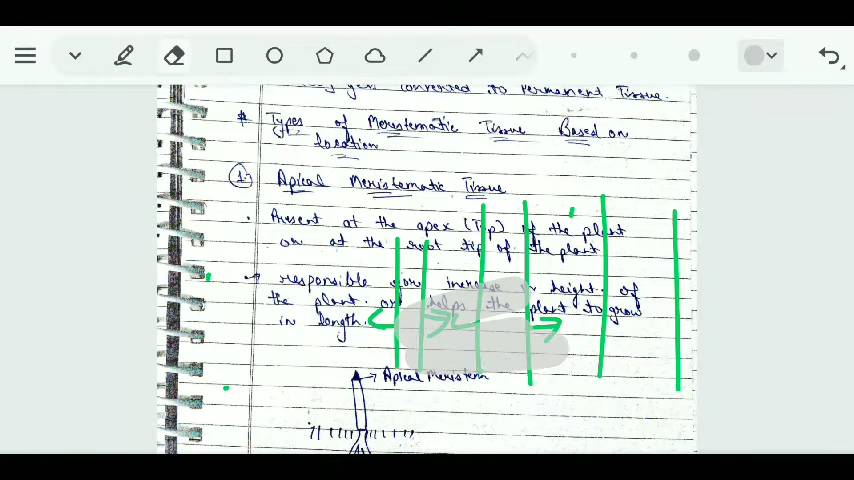 converted to Permanent Tissue.
* Types of Meristematic Tissue Based on
location
1. Apical Meristematic Tissue
. Present at the apex (Tip) of the plant
or at the root tip of the plant
→ responsible for increase in height of
the plant. or helps the plant to grow
in length.
→ Apical Meristem